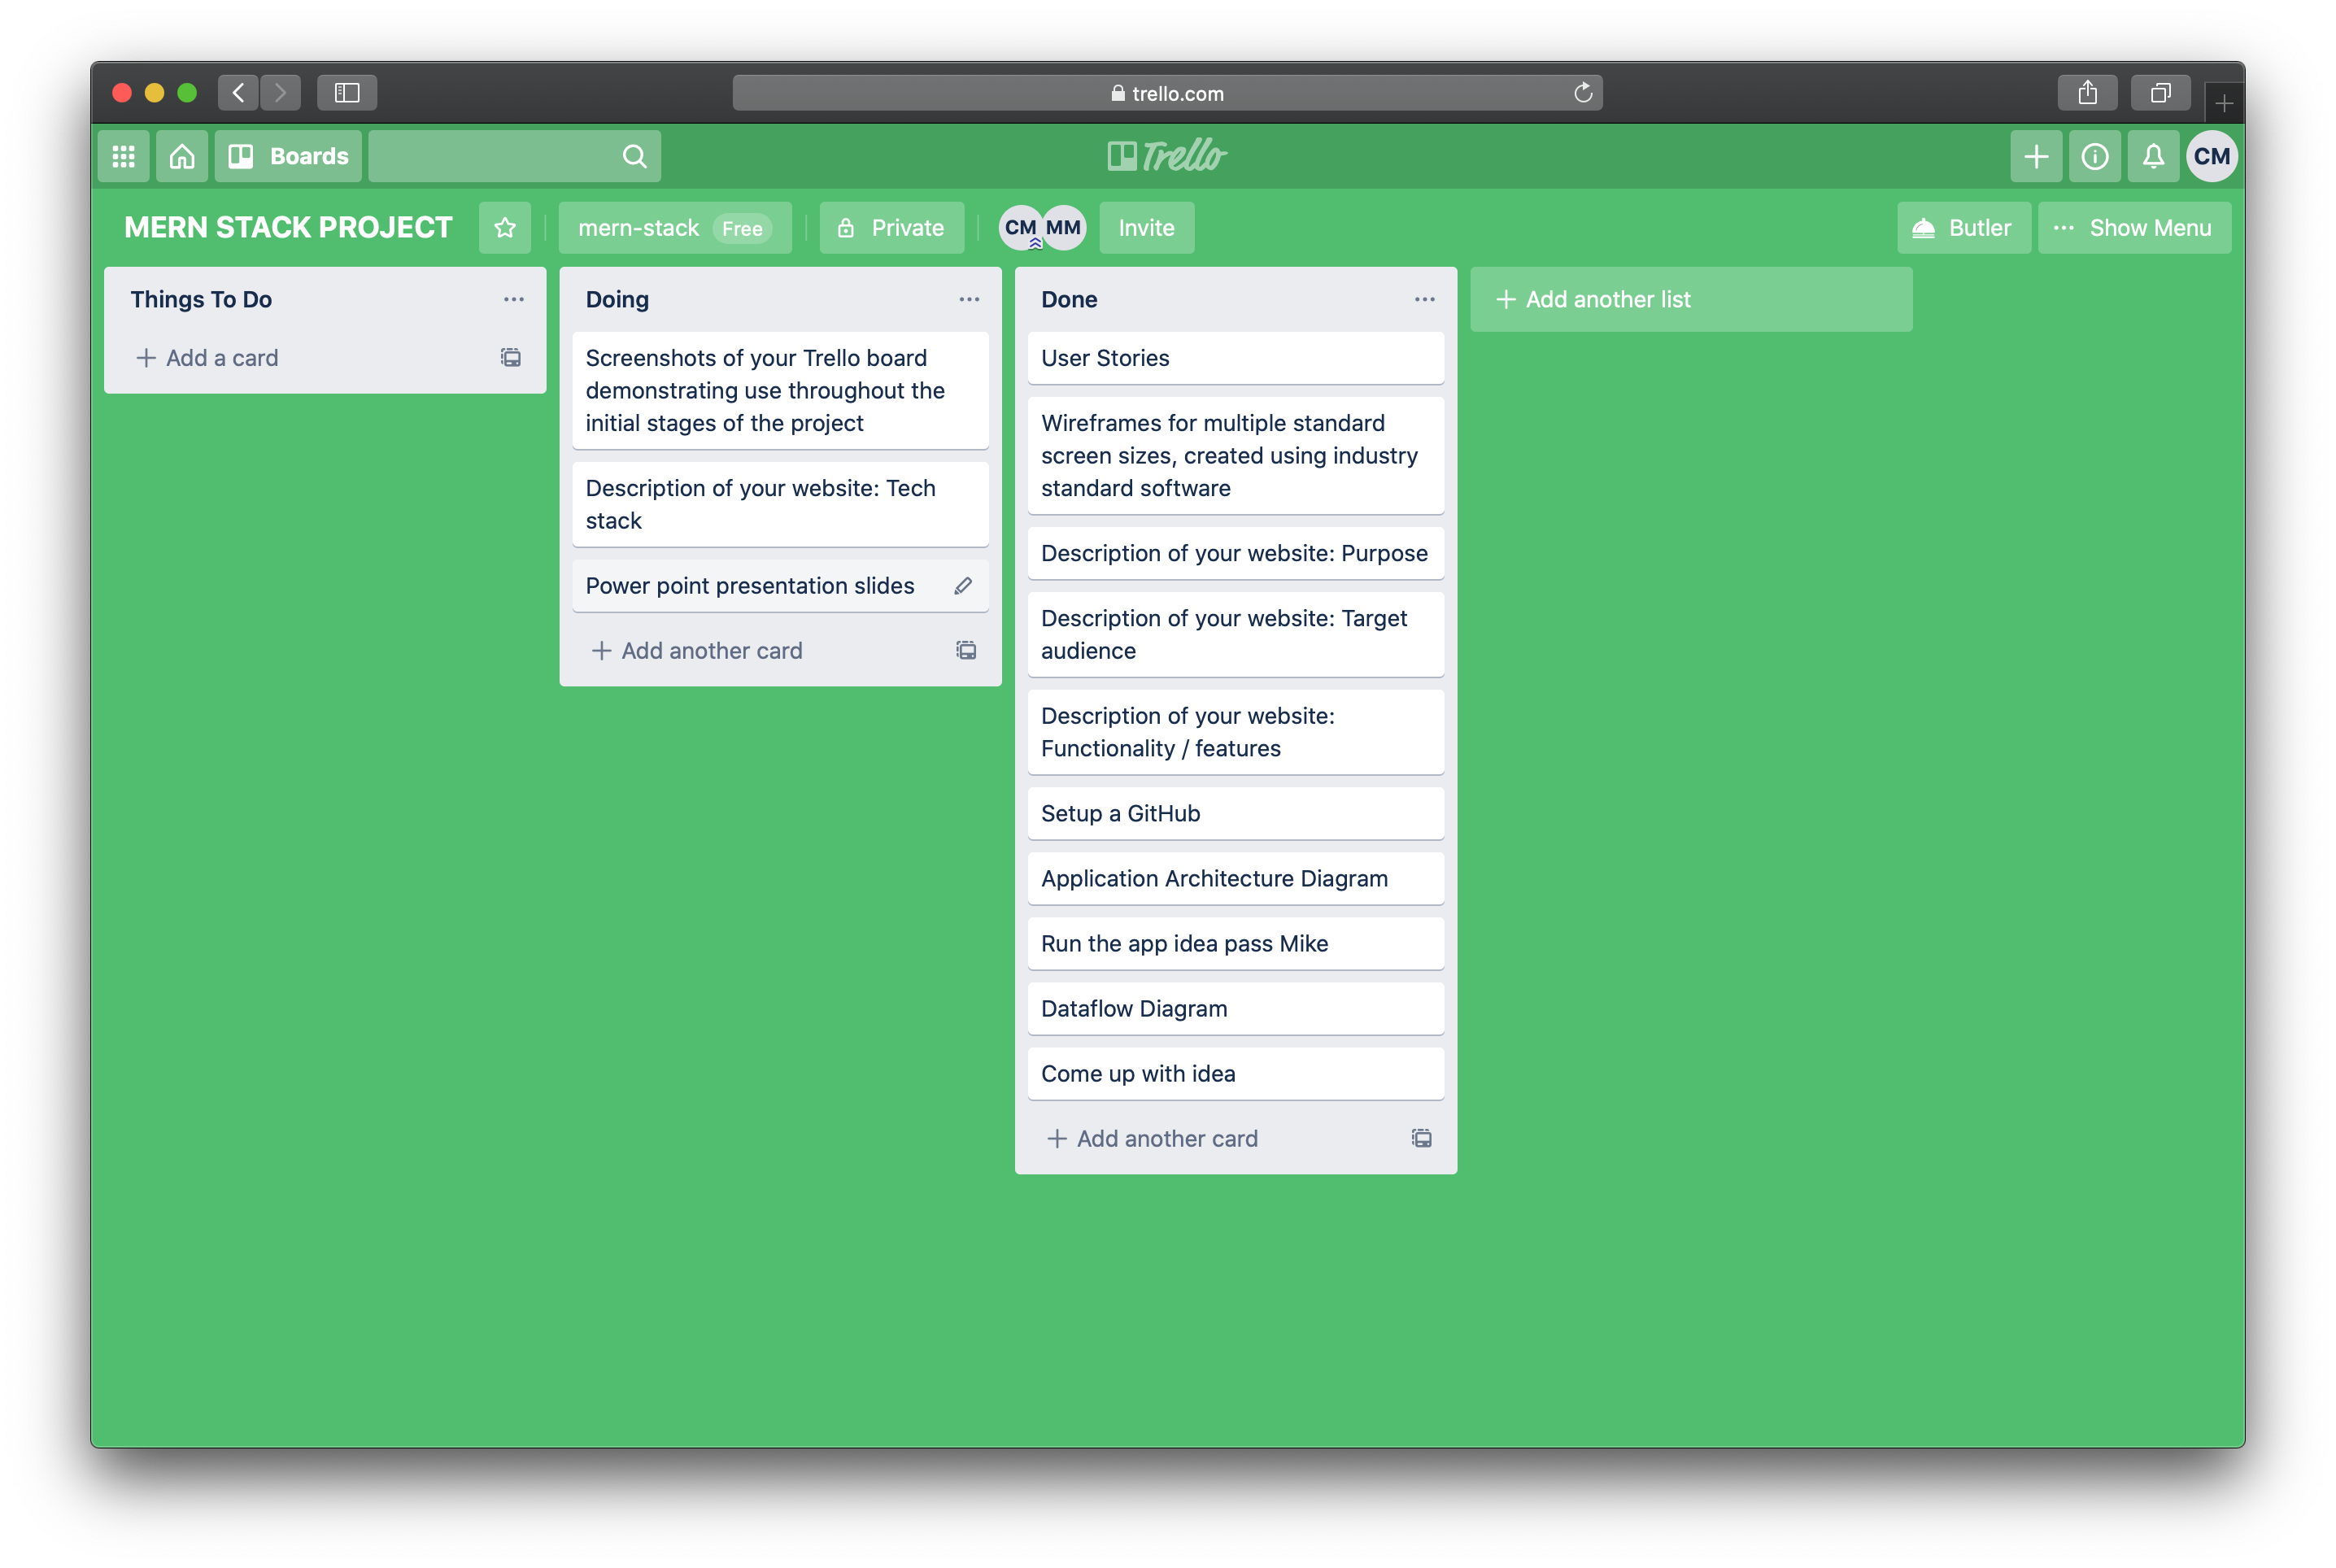 trello.com
Boards
Trello
CM
MERN STACK PROJECT
mern-stack Free
Private
CM MM
Invite
Butler
··· Show Menu
Things To Do
+ Add a card
Doing
Screenshots of your Trello board
demonstrating use throughout the
initial stages of the project
Description of your website: Tech
stack
Power point presentation slides
+ Add another card
Done
User Stories
Wireframes for multiple standard
screen sizes, created using industry
standard software
Description of your website: Purpose
Description of your website: Target
audience
Description of your website:
Functionality / features
Setup a GitHub
Application Architecture Diagram
Run the app idea pass Mike
Dataflow Diagram
Come up with idea
+ Add another card
+ Add another list